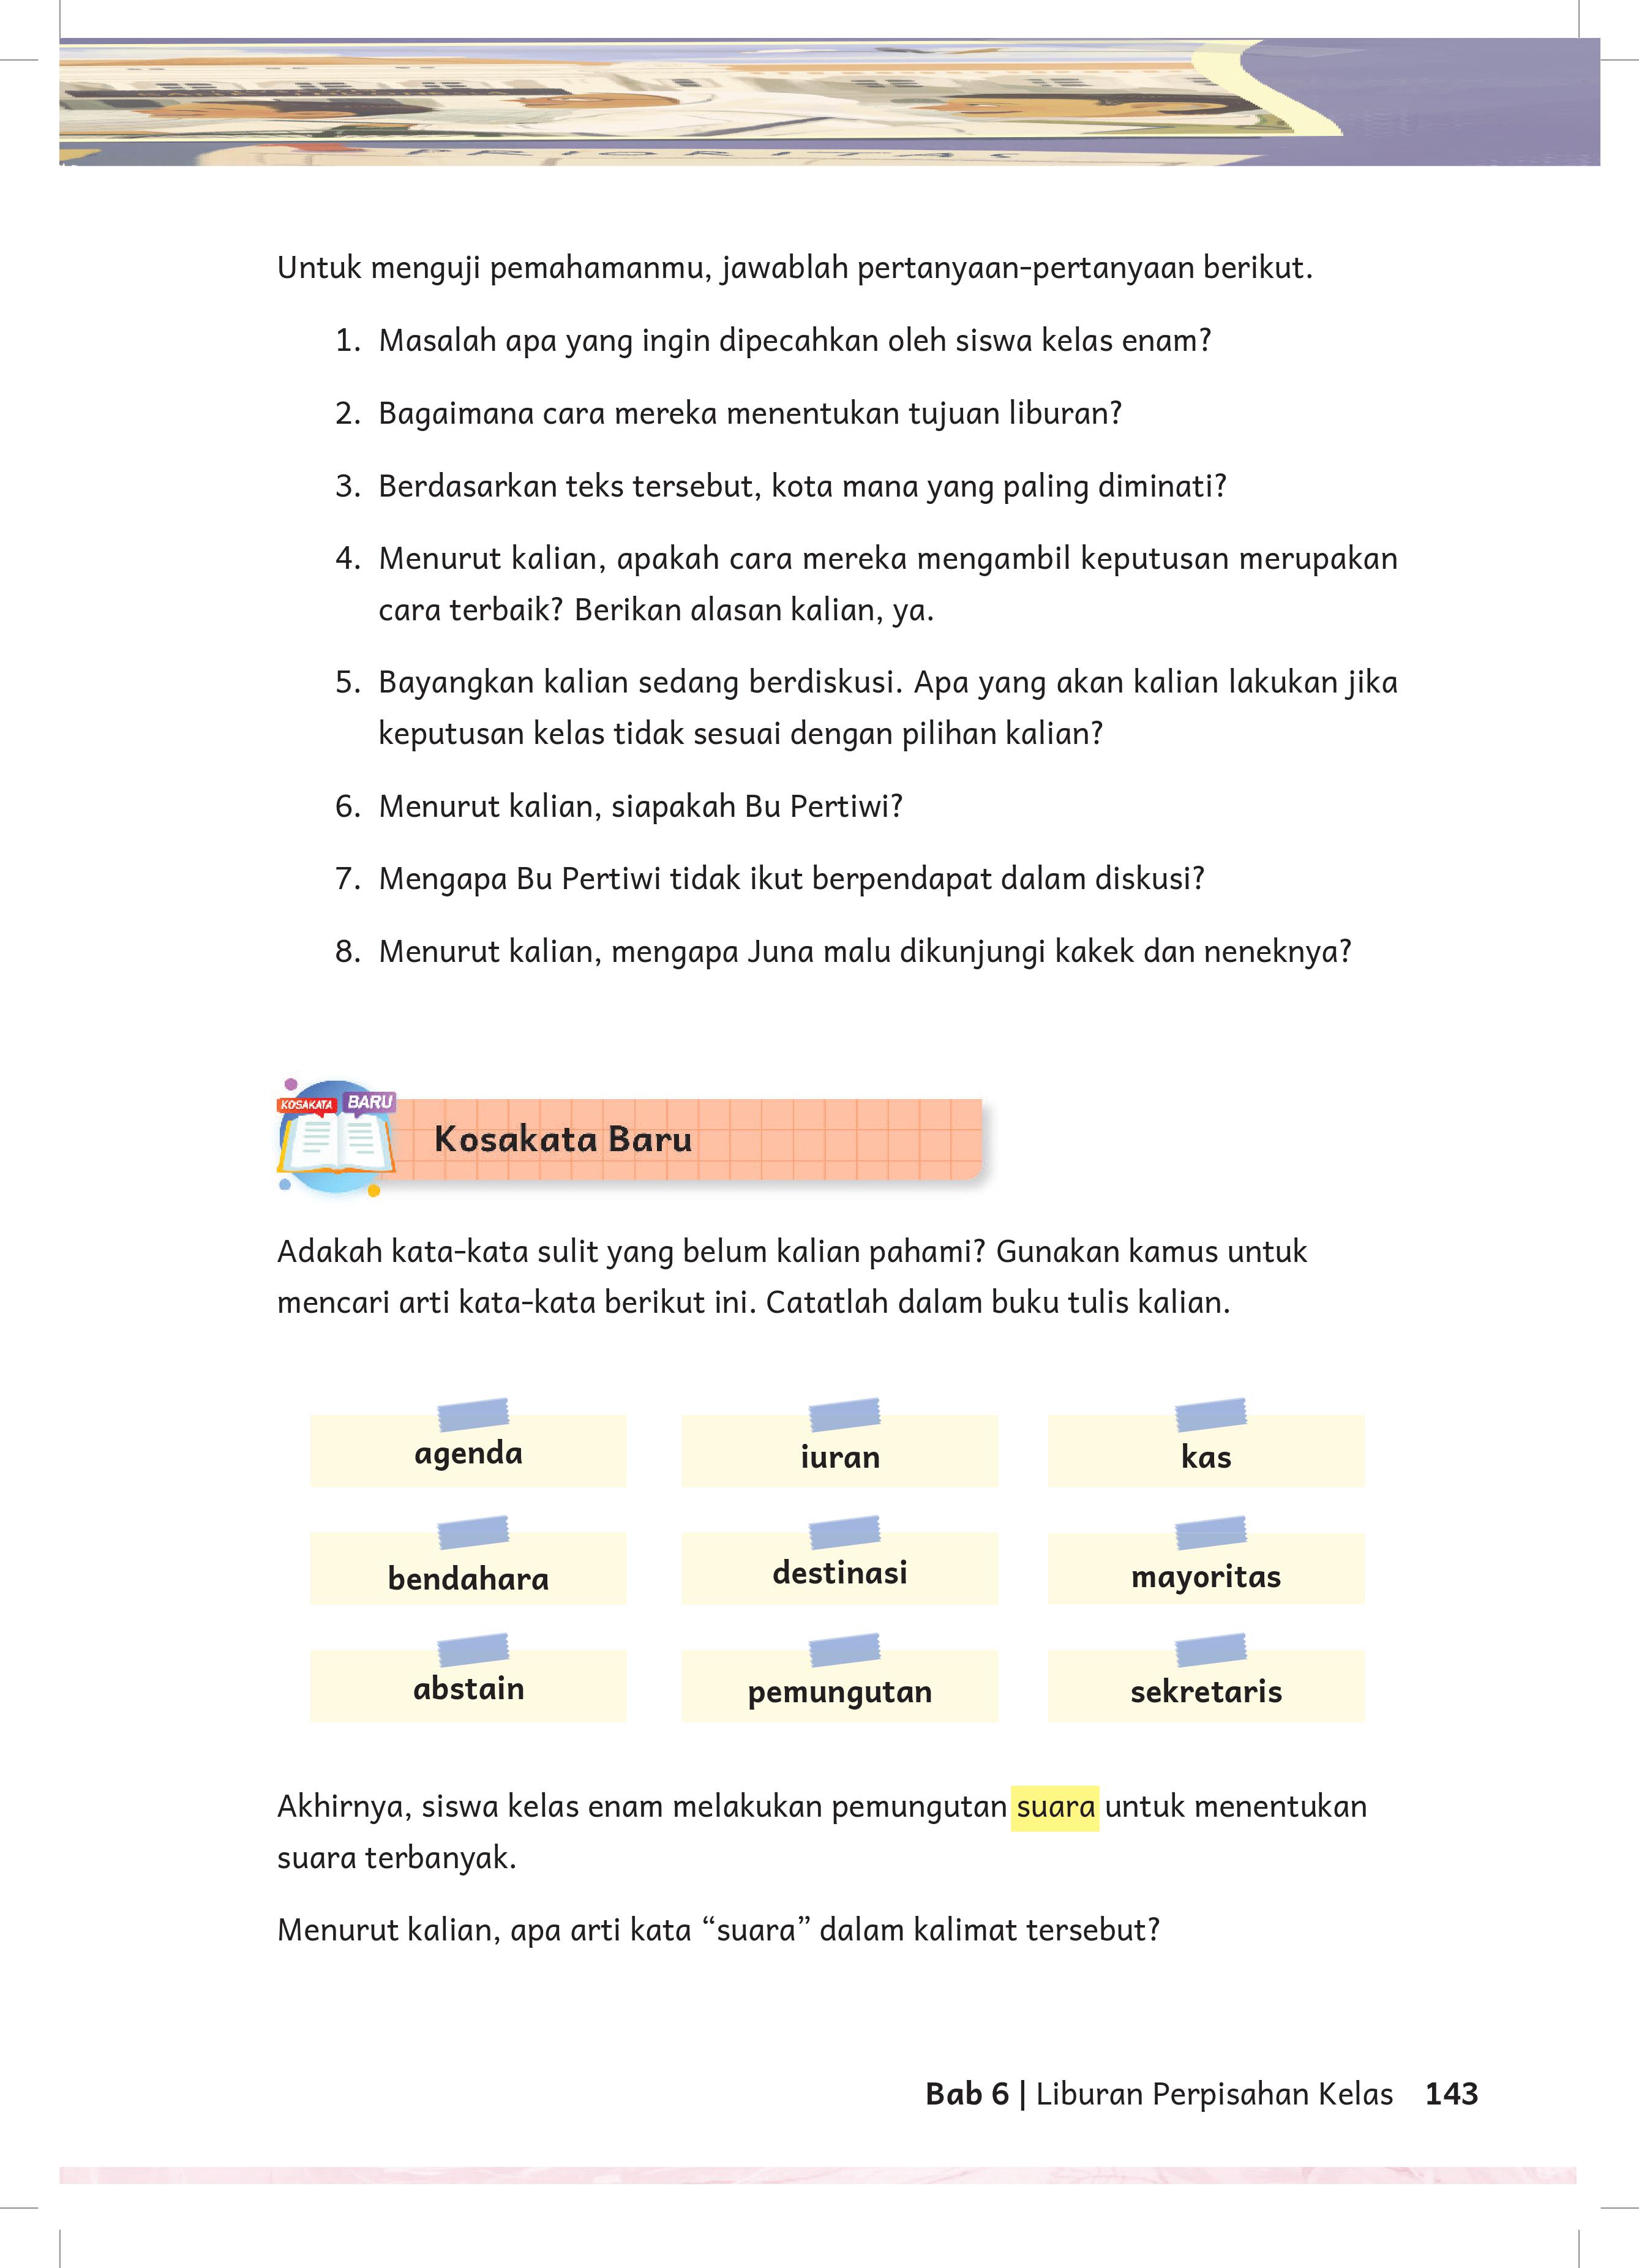 Untuk menguji pemahamanmu, jawablah pertanyaan-pertanyaan berikut.
1. Masalah apa yang ingin dipecahkan oleh siswa kelas enam?
2. Bagaimana cara mereka menentukan tujuan liburan?
3. Berdasarkan teks tersebut, kota mana yang paling diminati?
4. Menurut kalian, apakah cara mereka mengambil keputusan merupakan
cara terbaik? Berikan alasan kalian, ya.
5. Bayangkan kalian sedang berdiskusi. Apa yang akan kalian lakukan jika
keputusan kelas tidak sesuai dengan pilihan kalian?
6. Menurut kalian, siapakah Bu Pertiwi?
7. Mengapa Bu Pertiwi tidak ikut berpendapat dalam diskusi?
8. Menurut kalian, mengapa Juna malu dikunjungi kakek dan neneknya?
KOSAKATA BARU
Kosakata Baru
Adakah kata-kata sulit yang belum kalian pahami? Gunakan kamus untuk
mencari arti kata-kata berikut ini. Catatlah dalam buku tulis kalian.
agenda iuran kas
bendahara destinasi mayoritas
abstain pemungutan sekretaris
Akhirnya, siswa kelas enam melakukan pemungutan suara untuk menentukan
suara terbanyak.
Menurut kalian, apa arti kata “suara” dalam kalimat tersebut?
Bab 6 | Liburan Perpisahan Kelas 143